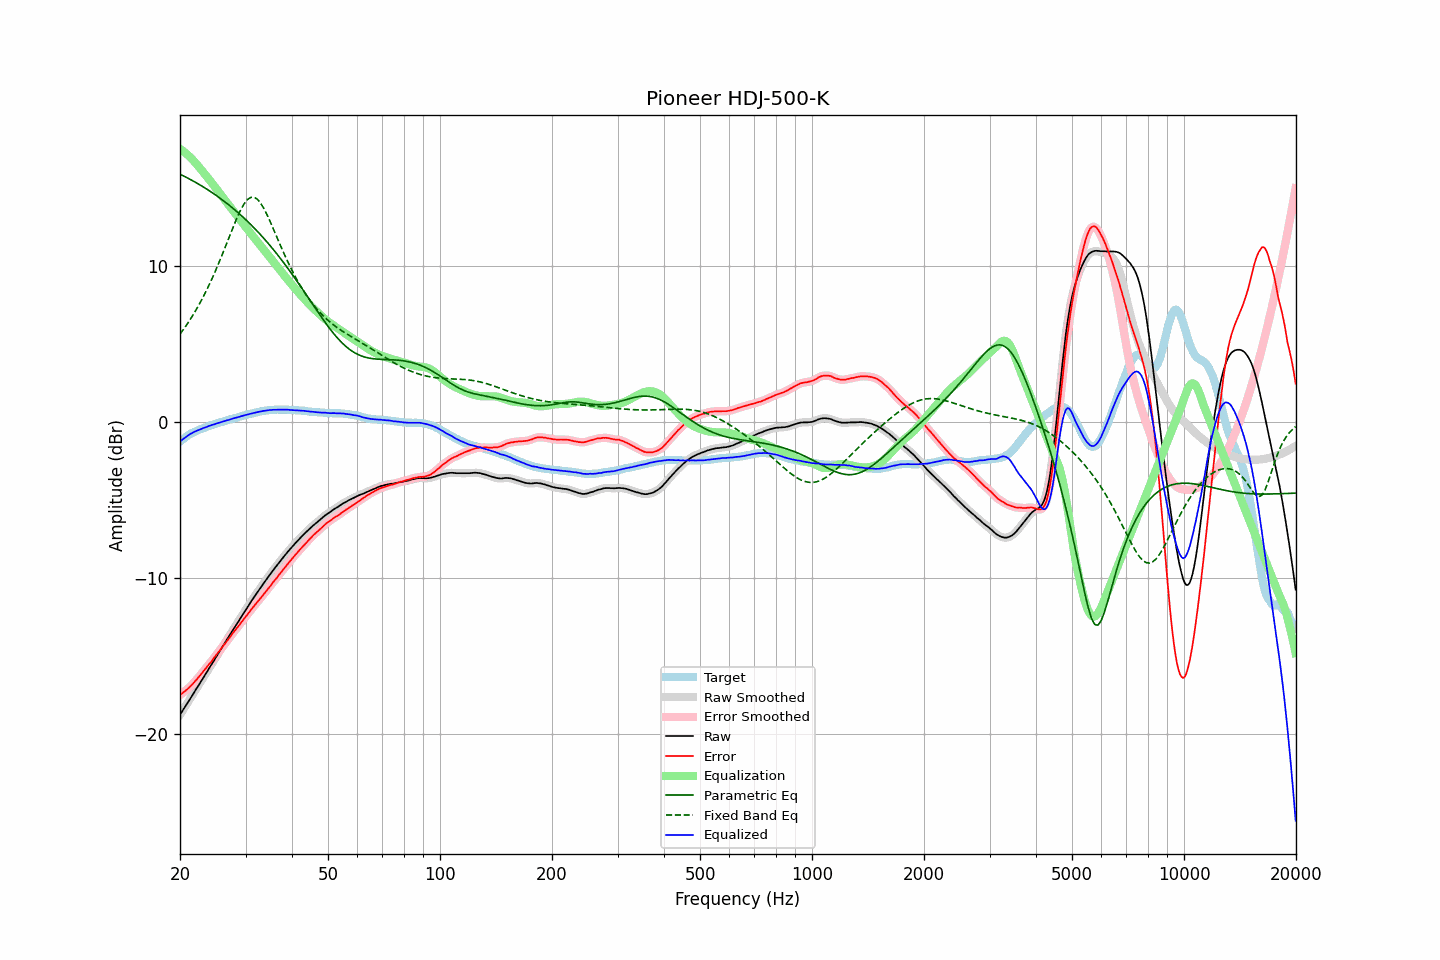 Pioneer HDJ-500-K
Amplitude (dBr)
10
0
−10
−20
Target
Raw Smoothed
Error Smoothed
Raw
Error
Equalization
Parametric Eq
Fixed Band Eq
Equalized
20
50
100
200
500
1000
2000
5000
10000
20000
Frequency (Hz)